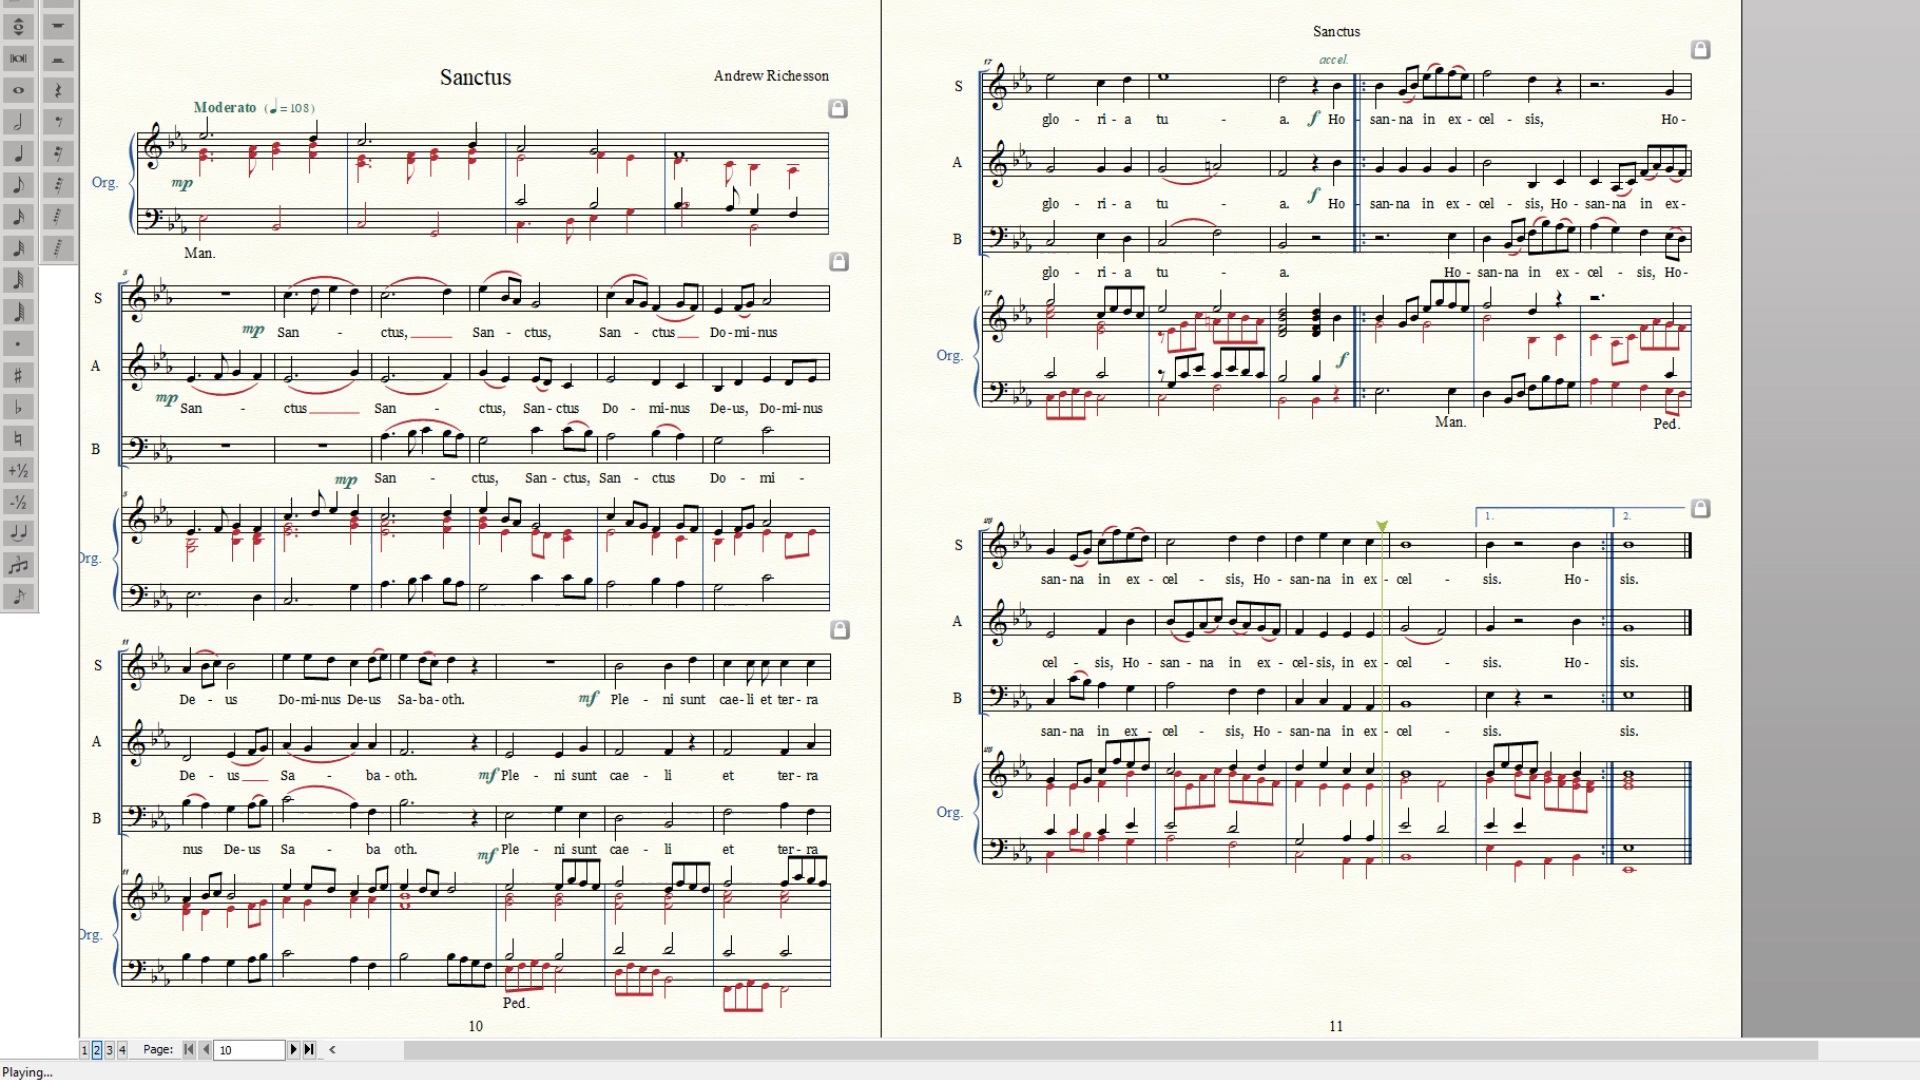 Sanctus
Andrew Richesson
Moderato (♩ = 108)
Org.
mp
Man.
5
S
mp San - ctus, San - ctus, San - ctus Do - mi - nus
A
mp San - ctus San - ctus, San - ctus Do - mi - nus De - us, Do - mi - nus
B
mp San - ctus, San - ctus, San - ctus Do - mi -
5
Org.
11
S
De - us Do - mi - nus De - us Sa - ba - oth. mf Ple - ni sunt cae - li et ter - ra
A
De - us Sa - ba - oth. mf Ple - ni sunt cae - li et ter - ra
B
nus De - us Sa - ba oth. mf Ple - ni sunt cae - li et ter - ra
Org.
Ped.
10
Sanctus
17
accel.
S
glo - ri - a tu - a. f Ho - san - na in ex - cel - sis, Ho -
A
glo - ri - a tu - a. f Ho - san - na in ex - cel - sis, Ho - san - na in ex -
B
glo - ri - a tu - a. Ho - san - na in ex - cel - sis, Ho -
17
Org.
f
Man. Ped.
1. 2.
S
san - na in ex - cel - sis, Ho - san - na in ex - cel - sis. Ho - sis.
A
cel - sis, Ho - san - na in ex - cel - sis, in ex - cel - sis. Ho - sis.
B
san - na in ex - cel - sis, Ho - san - na in ex - cel - sis. sis.
Org.
11
+½
-½
1 2 3 4 Page: 10
Playing...